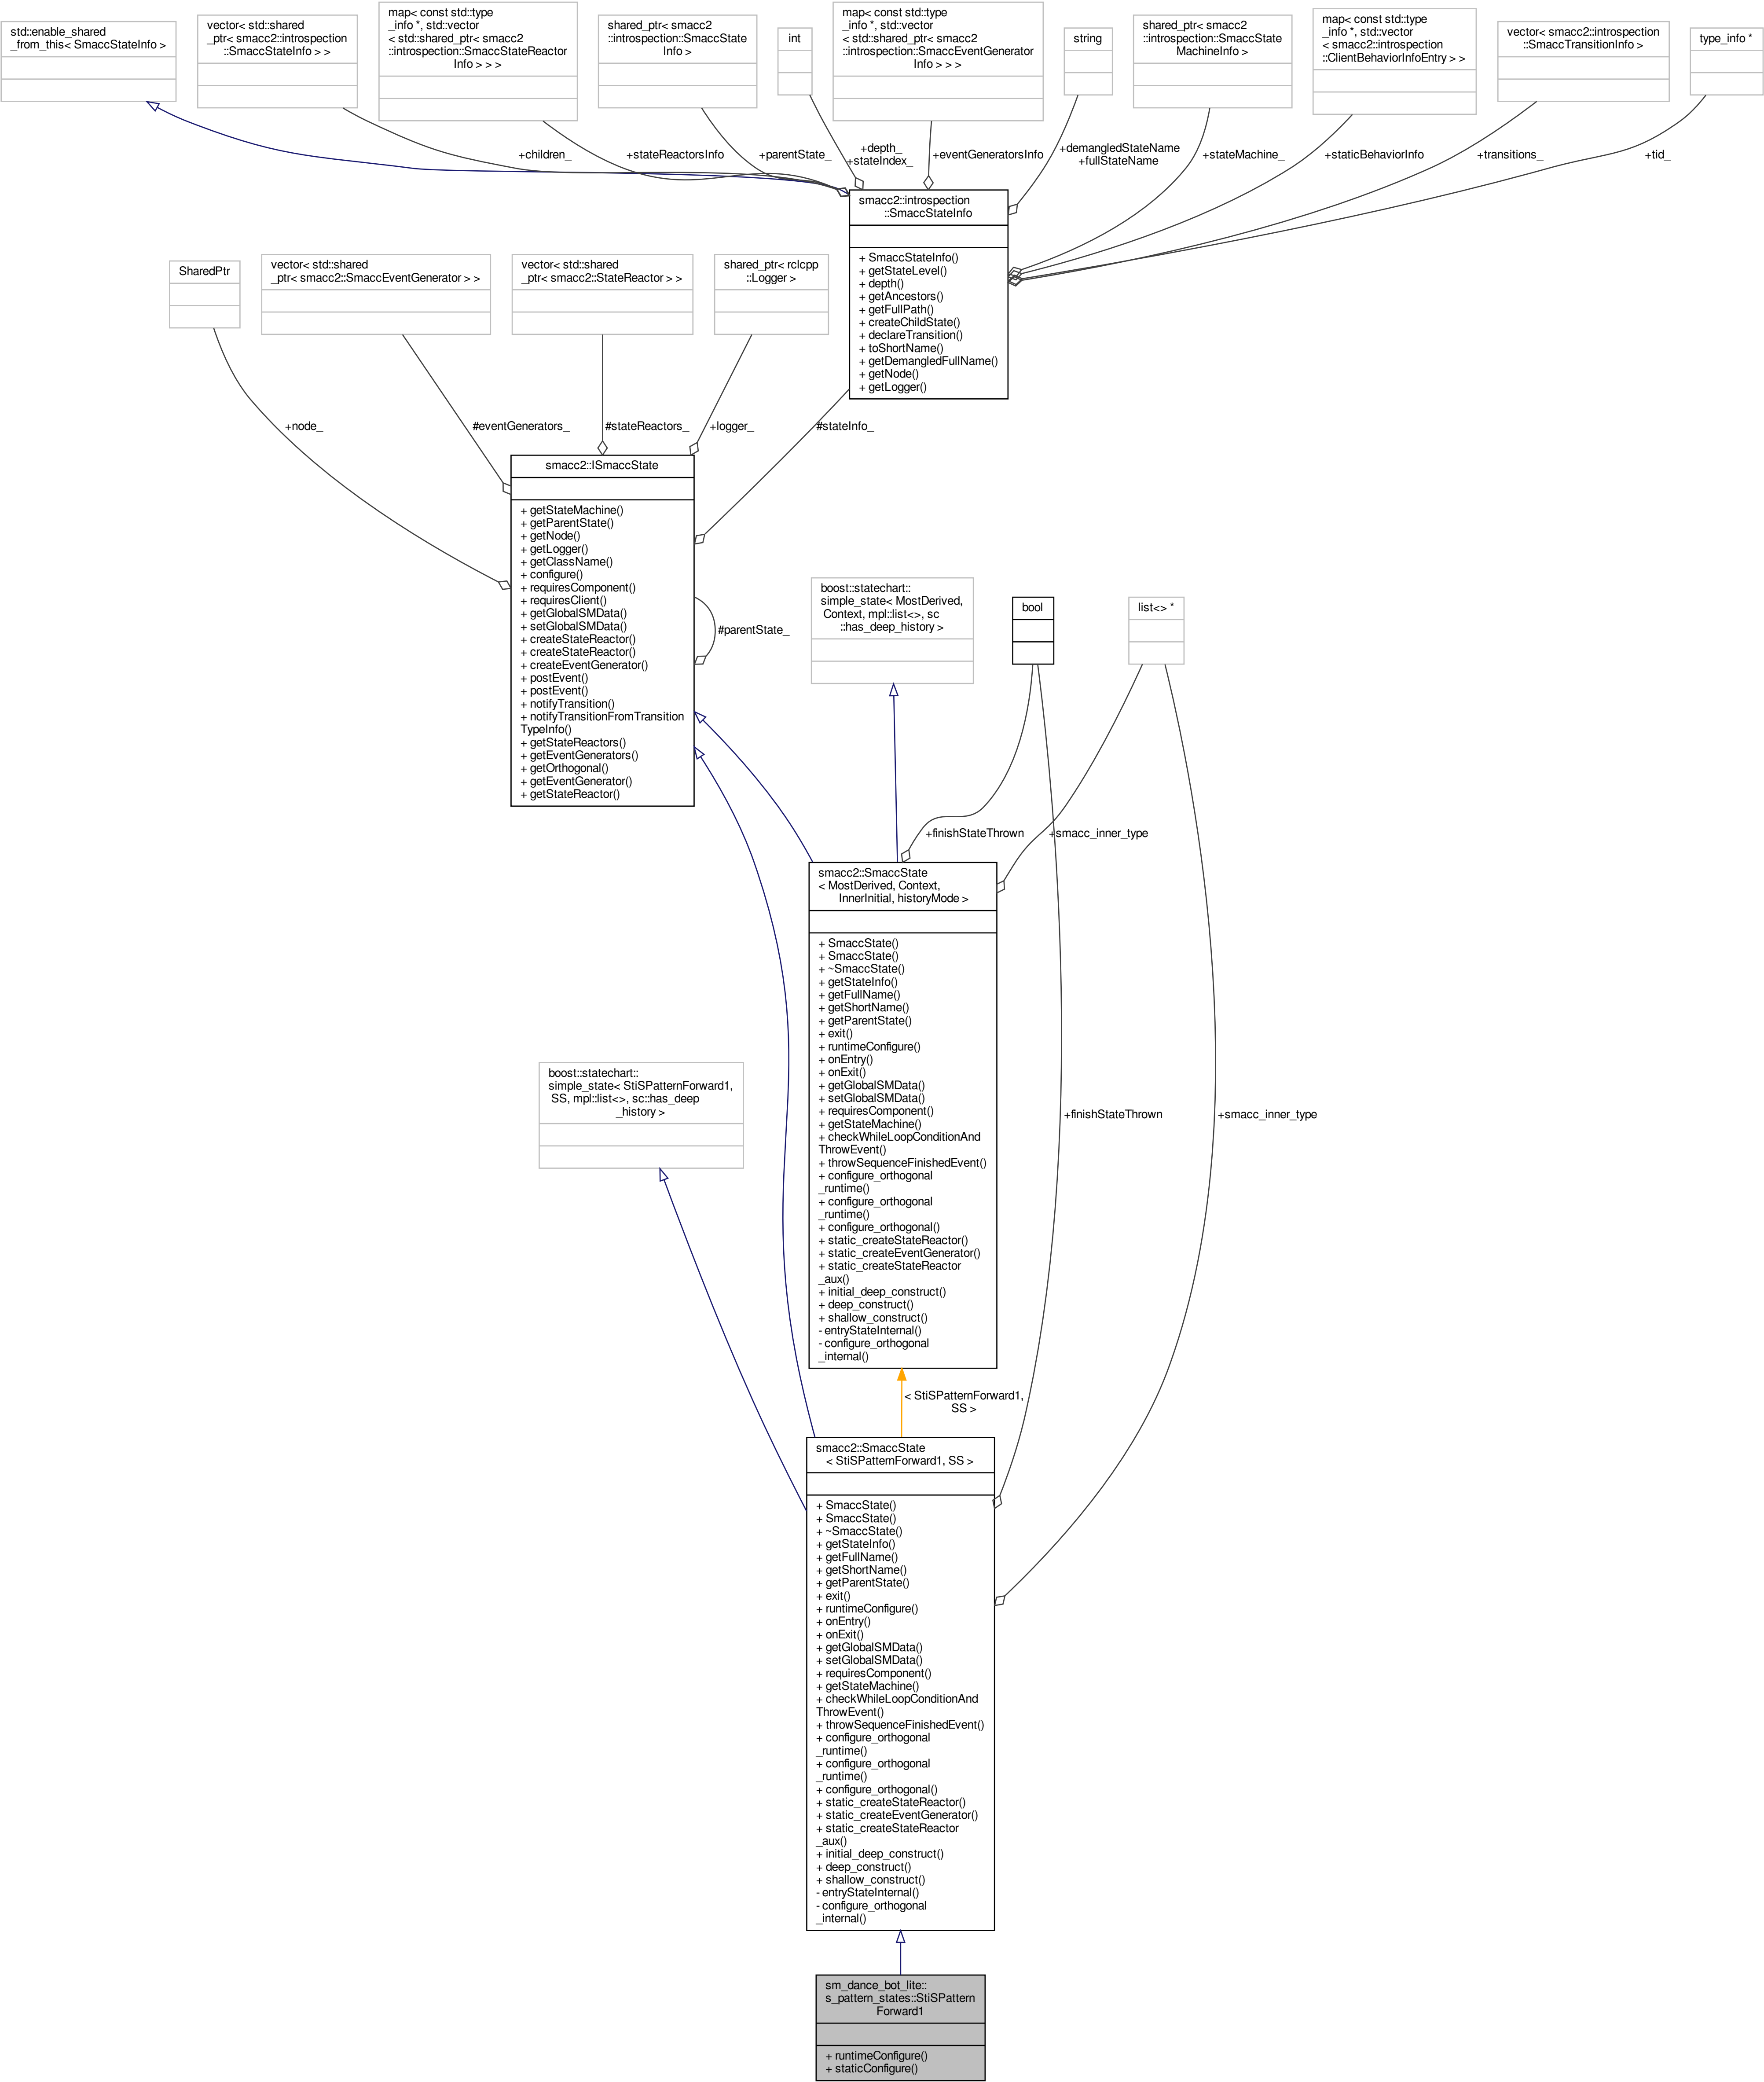 std::enable_shared
_from_this< SmaccStateInfo >
vector< std::shared
_ptr< smacc2::introspection
::SmaccStateInfo > >
map< const std::type
_info *, std::vector
< std::shared_ptr< smacc2
::introspection::SmaccStateReactor
Info > > >
shared_ptr< smacc2
::introspection::SmaccState
Info >
int
map< const std::type
_info *, std::vector
< std::shared_ptr< smacc2
::introspection::SmaccEventGenerator
Info > > >
string
shared_ptr< smacc2
::introspection::SmaccState
MachineInfo >
map< const std::type
_info *, std::vector
< smacc2::introspection
::ClientBehaviorInfoEntry > >
vector< smacc2::introspection
::SmaccTransitionInfo >
type_info *
+children_
+stateReactorsInfo
+parentState_
+depth_
+stateIndex_
+eventGeneratorsInfo
+demangledStateName
+fullStateName
+stateMachine_
+staticBehaviorInfo
+transitions_
+tid_
smacc2::introspection
::SmaccStateInfo
+ SmaccStateInfo()
+ getStateLevel()
+ depth()
+ getAncestors()
+ getFullPath()
+ createChildState()
+ declareTransition()
+ toShortName()
+ getDemangledFullName()
+ getNode()
+ getLogger()
SharedPtr
vector< std::shared
_ptr< smacc2::SmaccEventGenerator > >
vector< std::shared
_ptr< smacc2::StateReactor > >
shared_ptr< rclcpp
::Logger >
+node_
#eventGenerators_
#stateReactors_
+logger_
#stateInfo_
smacc2::ISmaccState
+ getStateMachine()
+ getParentState()
+ getNode()
+ getLogger()
+ getClassName()
+ configure()
+ requiresComponent()
+ requiresClient()
+ getGlobalSMData()
+ setGlobalSMData()
+ createStateReactor()
+ createStateReactor()
+ createEventGenerator()
+ postEvent()
+ postEvent()
+ notifyTransition()
+ notifyTransitionFromTransition
TypeInfo()
+ getStateReactors()
+ getEventGenerators()
+ getOrthogonal()
+ getEventGenerator()
+ getStateReactor()
#parentState_
boost::statechart::
simple_state< MostDerived,
Context, mpl::list<>, sc
::has_deep_history >
bool
list<> *
+finishStateThrown
+smacc_inner_type
smacc2::SmaccState
< MostDerived, Context,
InnerInitial, historyMode >
+ SmaccState()
+ SmaccState()
+ ~SmaccState()
+ getStateInfo()
+ getFullName()
+ getShortName()
+ getParentState()
+ exit()
+ runtimeConfigure()
+ onEntry()
+ onExit()
+ getGlobalSMData()
+ setGlobalSMData()
+ requiresComponent()
+ getStateMachine()
+ checkWhileLoopConditionAnd
ThrowEvent()
+ throwSequenceFinishedEvent()
+ configure_orthogonal
_runtime()
+ configure_orthogonal
_runtime()
+ configure_orthogonal()
+ static_createStateReactor()
+ static_createEventGenerator()
+ static_createStateReactor
_aux()
+ initial_deep_construct()
+ deep_construct()
+ shallow_construct()
- entryStateInternal()
- configure_orthogonal
_internal()
boost::statechart::
simple_state< StiSPatternForward1,
SS, mpl::list<>, sc::has_deep
_history >
+finishStateThrown
+smacc_inner_type
< StiSPatternForward1,
SS >
smacc2::SmaccState
< StiSPatternForward1, SS >
+ SmaccState()
+ SmaccState()
+ ~SmaccState()
+ getStateInfo()
+ getFullName()
+ getShortName()
+ getParentState()
+ exit()
+ runtimeConfigure()
+ onEntry()
+ onExit()
+ getGlobalSMData()
+ setGlobalSMData()
+ requiresComponent()
+ getStateMachine()
+ checkWhileLoopConditionAnd
ThrowEvent()
+ throwSequenceFinishedEvent()
+ configure_orthogonal
_runtime()
+ configure_orthogonal
_runtime()
+ configure_orthogonal()
+ static_createStateReactor()
+ static_createEventGenerator()
+ static_createStateReactor
_aux()
+ initial_deep_construct()
+ deep_construct()
+ shallow_construct()
- entryStateInternal()
- configure_orthogonal
_internal()
sm_dance_bot_lite::
s_pattern_states::StiSPattern
Forward1
+ runtimeConfigure()
+ staticConfigure()